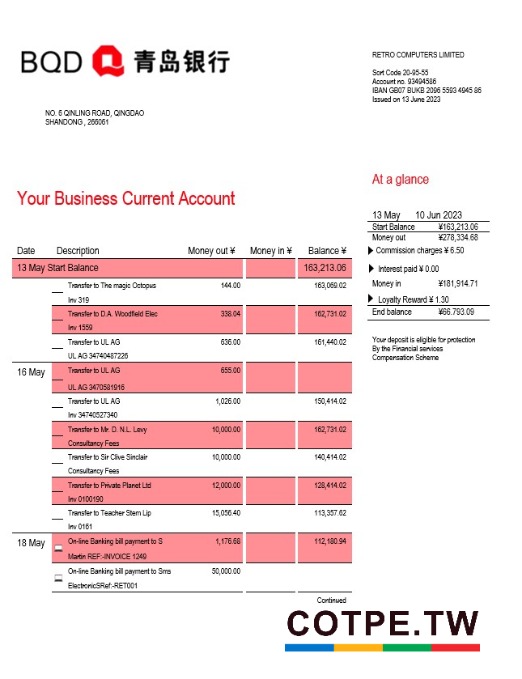 BQD 青岛银行
RETRO COMPUTERS LIMITED
Sort Code 20-95-55
Account no. 93494586
IBAN GB07 BUKB 2096 5593 4945 86
Issued on 13 June 2023
NO. 6 QINLING ROAD, QINGDAO
SHANDONG , 266061
At a glance
Your Business Current Account
13 May 10 Jun 2023
Start Balance ¥163,213.06
Money out ¥278,334.68
Commission charges ¥ 6.50
Interest paid ¥ 0.00
Money in ¥181,914.71
Loyalty Reward ¥ 1.30
End balance ¥66.793.09
Your deposit is eligible for protection
By the Financial services
Compensation Scheme
Date Description Money out ¥ Money in ¥ Balance ¥
13 May Start Balance 163,213.06
Transfer to The magic Octopus 144.00 163,069.02
Inv 319
Transfer to D.A. Woodfield Elec 338.04 162,731.02
Inv 1559
Transfer to UL AG 636.00 161,440.02
UL AG 34740487226
16 May Transfer to UL AG 655.00
UL AG 3470581916
Transfer to UL AG 1,026.00 150,414.02
Inv 34740527340
Transfer to Mr. D. N.L. Levy 10,000.00 162,731.02
Consultancy Fees
Transfer to Sir Clive Sinclair 10,000.00 140,414.02
Consultancy Fees
Transfer to Private Planet Ltd 12,000.00 128,414.02
Inv 0100190
Transfer to Teacher Stern Lip 15,056.40 113,357.62
Inv 0161
18 May On-line Banking bill payment to S 1,176.68 112,180.94
Martin REF:-INVOICE 1249
On-line Banking bill payment to Sms 50,000.00
ElectronicSRef:-RET001
Continued
COTPE.TW